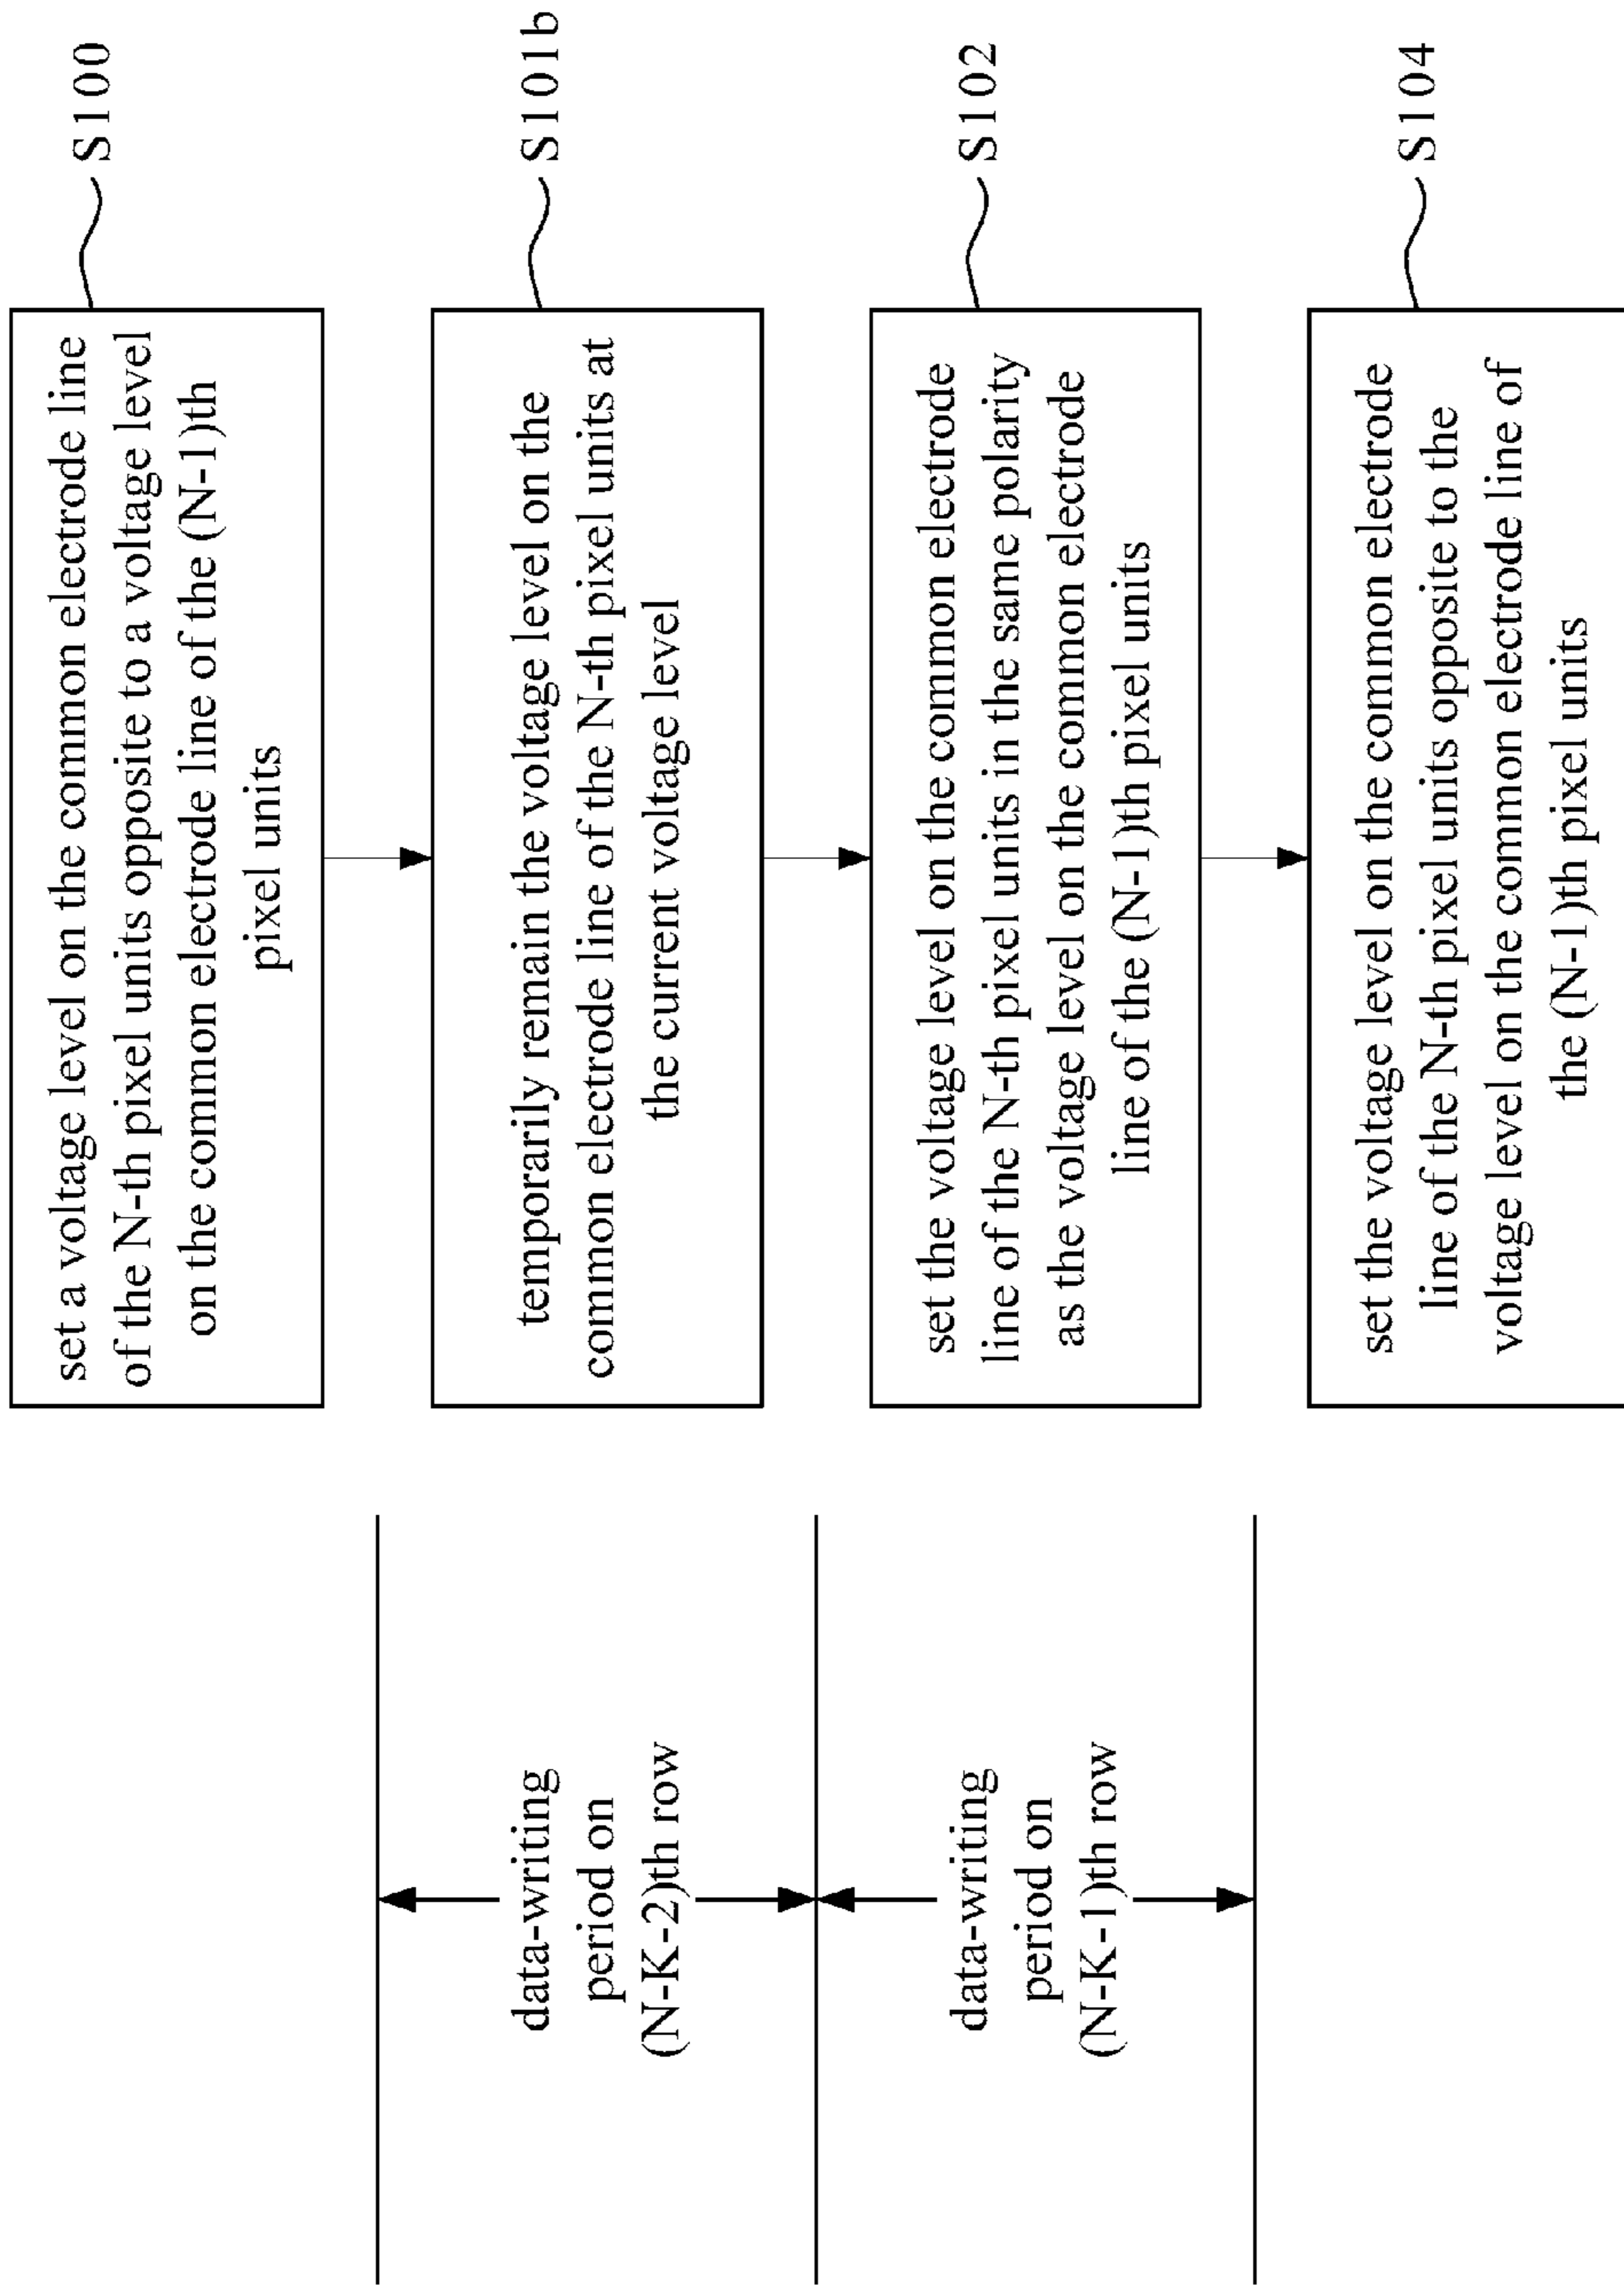 set a voltage level on the common electrode line
of the N-th pixel units opposite to a voltage level
on the common electrode line of the (N-1)th
pixel units
S100
data-writing
period on
(N-K-2)th row
temporarily remain the voltage level on the
common electrode line of the N-th pixel units at
the current voltage level
S101b
data-writing
period on
(N-K-1)th row
set the voltage level on the common electrode
line of the N-th pixel units in the same polarity
as the voltage level on the common electrode
line of the (N-1)th pixel units
S102
set the voltage level on the common electrode
line of the N-th pixel units opposite to the
voltage level on the common electrode line of
the (N-1)th pixel units
S104